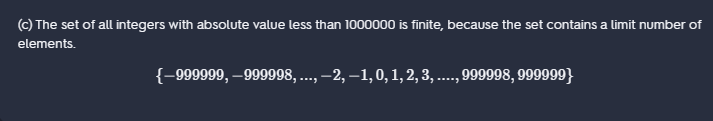 (c) The set of all integers with absolute value less than 1000000 is finite, because the set contains a limit number of
elements.
{−999999, −999998, ..., −2, −1, 0, 1, 2, 3, ...., 999998, 999999}